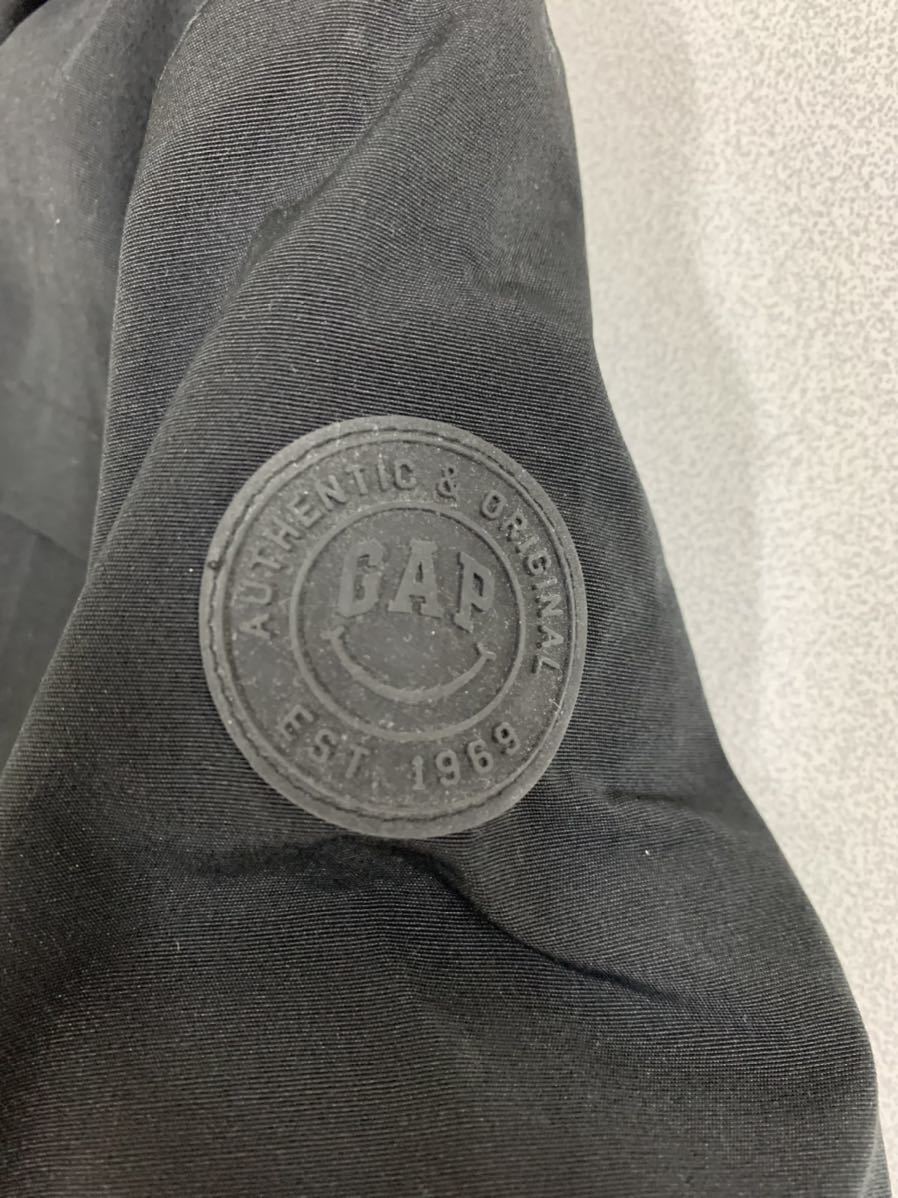 AUTHENTIC & ORIGINAL
GAP
EST. 1969